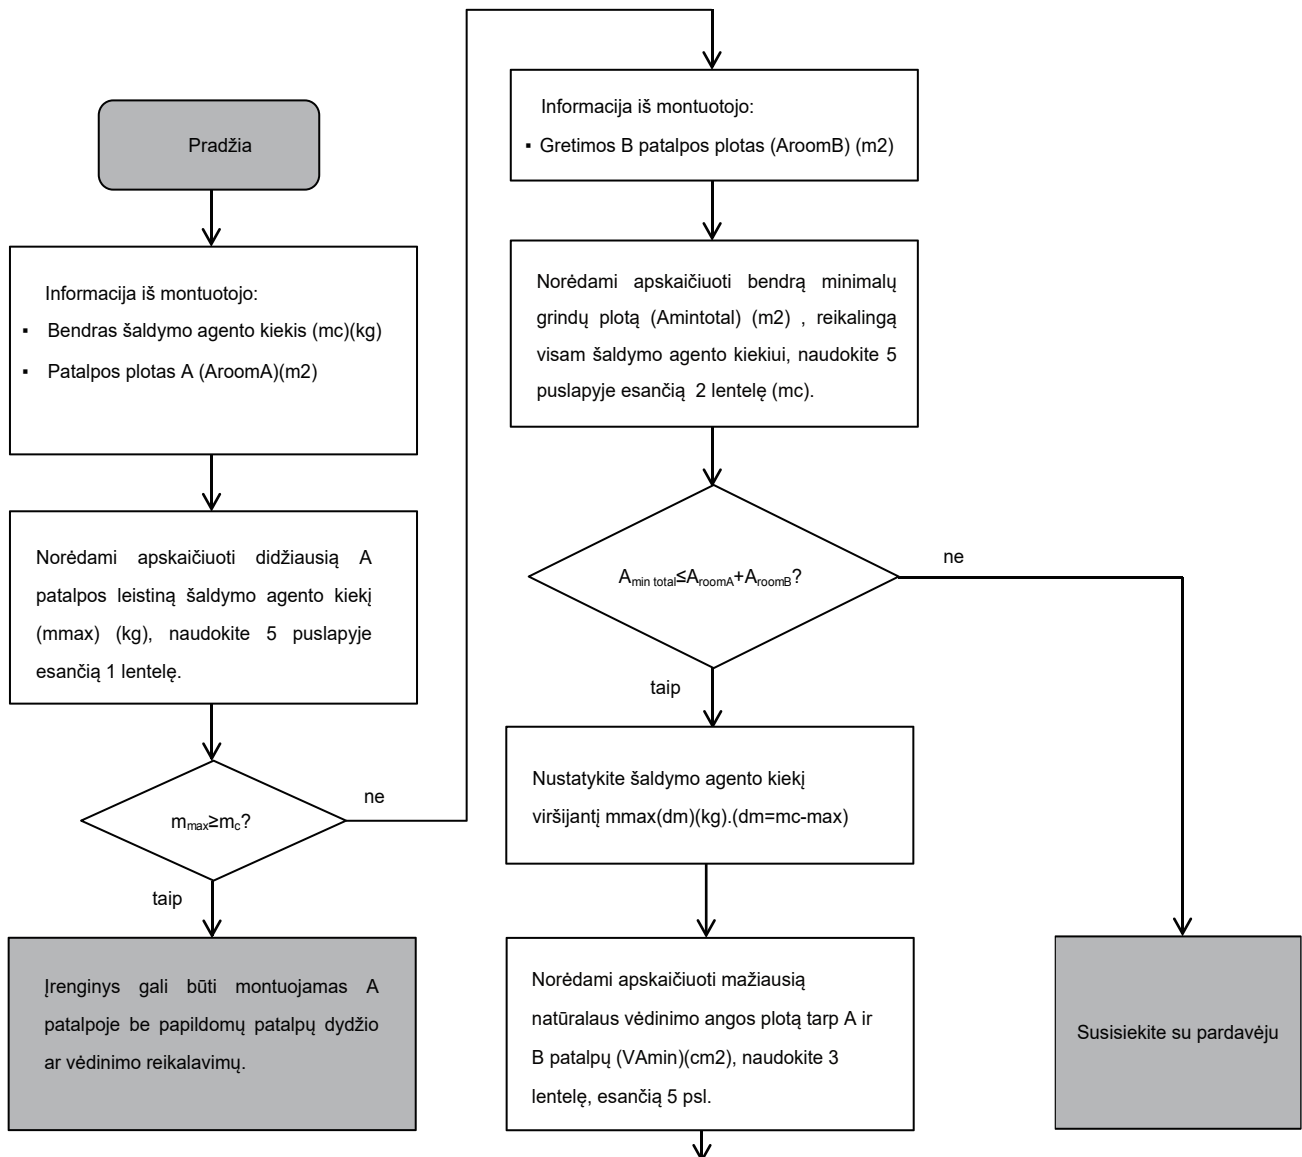 Pradžia
Informacija iš montuotojo:
▪ Bendras šaldymo agento kiekis (mc)(kg)
▪ Patalpos plotas A (AroomA)(m2)
Norėdami apskaičiuoti didžiausią A
patalpos leistiną šaldymo agento kiekį
(mmax) (kg), naudokite 5 puslapyje
esančią 1 lentelę.
mmax≥mc?
ne
taip
Įrenginys gali būti montuojamas A
patalpoje be papildomų patalpų dydžio
ar vėdinimo reikalavimų.
Informacija iš montuotojo:
▪ Gretimos B patalpos plotas (AroomB) (m2)
Norėdami apskaičiuoti bendrą minimalų
grindų plotą (Amintotal) (m2) , reikalingą
visam šaldymo agento kiekiui, naudokite 5
puslapyje esančią 2 lentelę (mc).
Amin total≤AroomA+AroomB?
ne
taip
Nustatykite šaldymo agento kiekį
viršijantį mmax(dm)(kg).(dm=mc-max)
Norėdami apskaičiuoti mažiausią
natūralaus vėdinimo angos plotą tarp A ir
B patalpų (VAmin)(cm2), naudokite 3
lentelę, esančią 5 psl.
Susisiekite su pardavėju